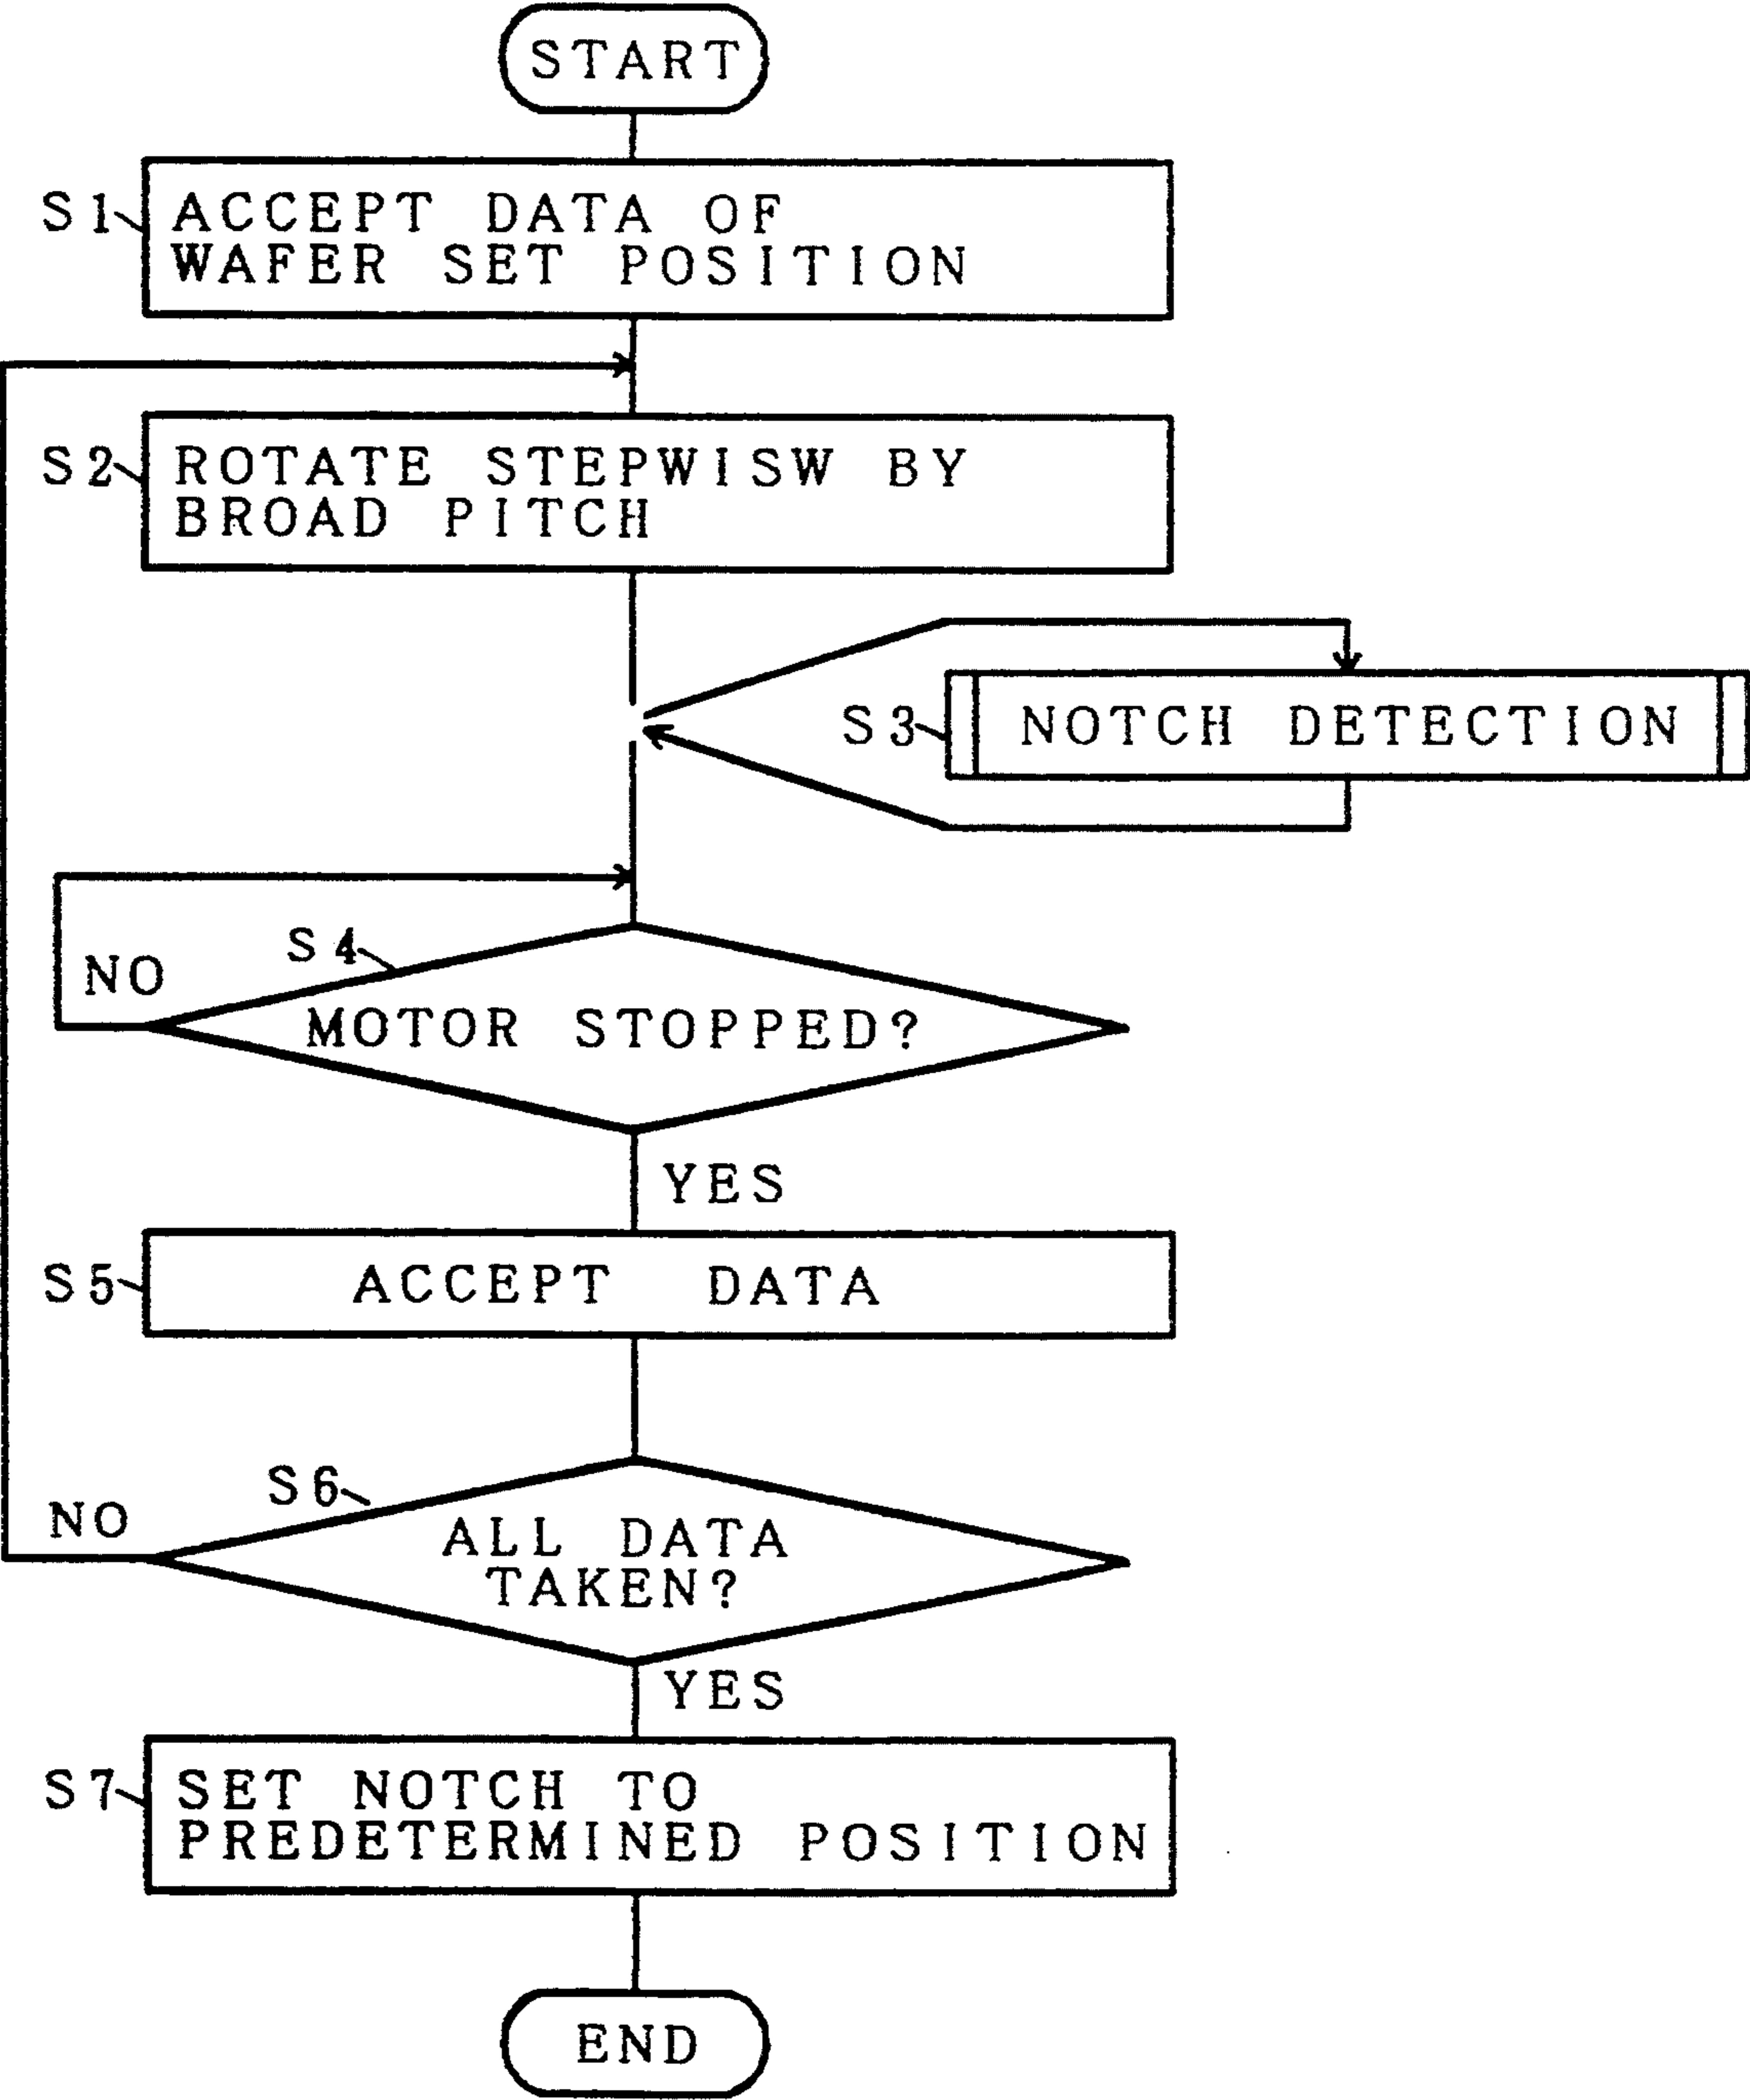 START
S1
ACCEPT DATA OF
WAFER SET POSITION
S2
ROTATE STEPWISW BY
BROAD PITCH
S3
NOTCH DETECTION
S4
NO
MOTOR STOPPED?
YES
S5
ACCEPT DATA
S6
NO
ALL DATA
TAKEN?
YES
S7
SET NOTCH TO
PREDETERMINED POSITION
END